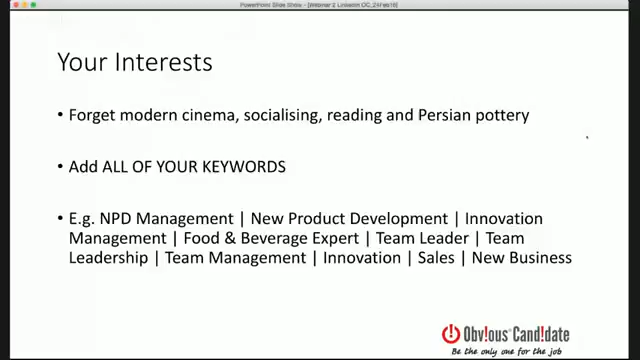 PowerPoint Slide Show - [Webinar 2 LinkedIn OC_24Feb16]
Your Interests
• Forget modern cinema, socialising, reading and Persian pottery
• Add ALL OF YOUR KEYWORDS
• E.g. NPD Management | New Product Development | Innovation
Management | Food & Beverage Expert | Team Leader | Team
Leadership | Team Management | Innovation | Sales | New Business
Obv!ous® Cand!date
Be the only one for the job